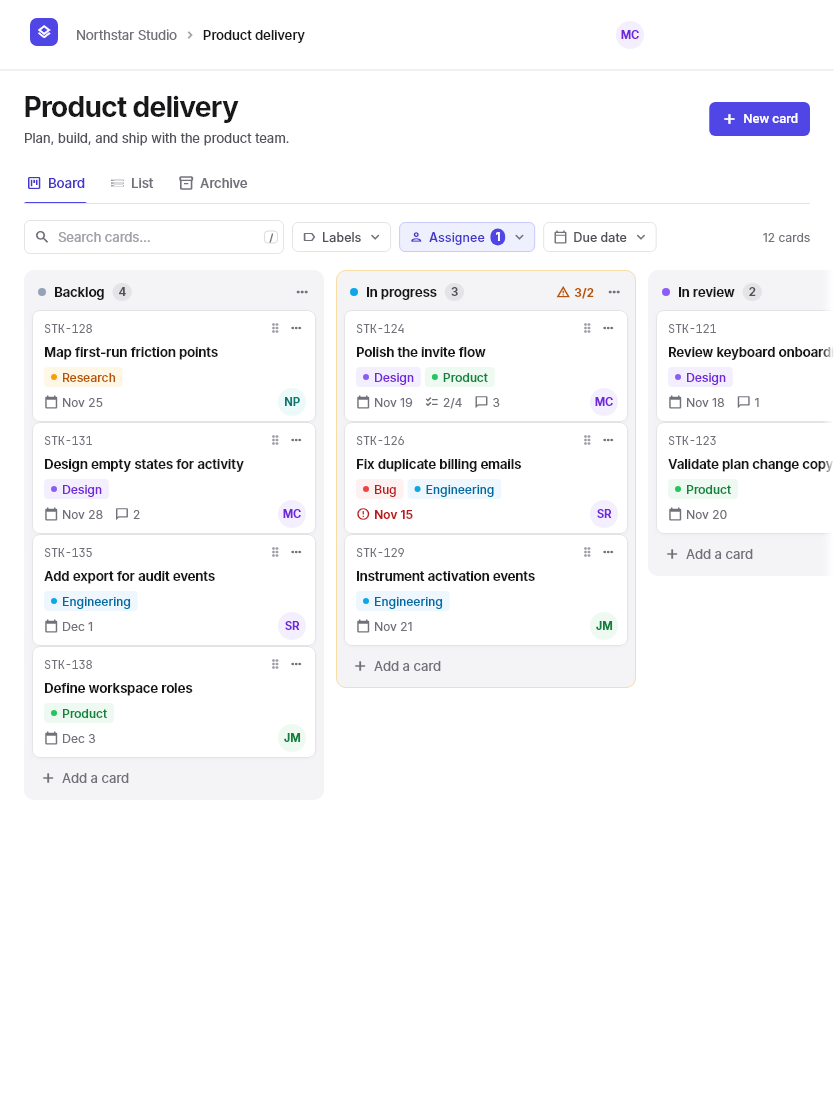 Northstar Studio > Product delivery
MC
Product delivery
Plan, build, and ship with the product team.
New card
Board
List
Archive
Search cards...
/
Labels
Assignee 1
Due date
12 cards
Backlog 4
STK-128
Map first-run friction points
Research
Nov 25
NP
STK-131
Design empty states for activity
Design
Nov 28 2
MC
STK-135
Add export for audit events
Engineering
Dec 1
SR
STK-138
Define workspace roles
Product
Dec 3
JM
Add a card
In progress 3
3/2
STK-124
Polish the invite flow
Design Product
Nov 19 2/4 3
MC
STK-126
Fix duplicate billing emails
Bug Engineering
Nov 15
SR
STK-129
Instrument activation events
Engineering
Nov 21
JM
Add a card
In review 2
STK-121
Review keyboard
Design
Nov 18 1
STK-123
Validate plan change copy
Product
Nov 20
Add a card